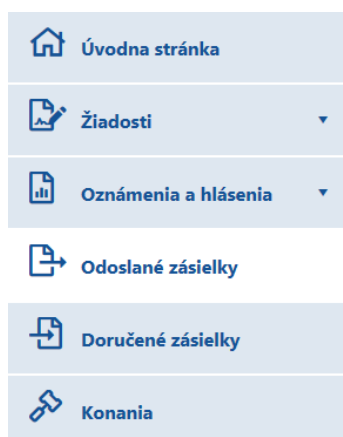 Úvodna stránka
Žiadosti
Oznámenia a hlásenia
Odoslané zásielky
Doručené zásielky
Konania